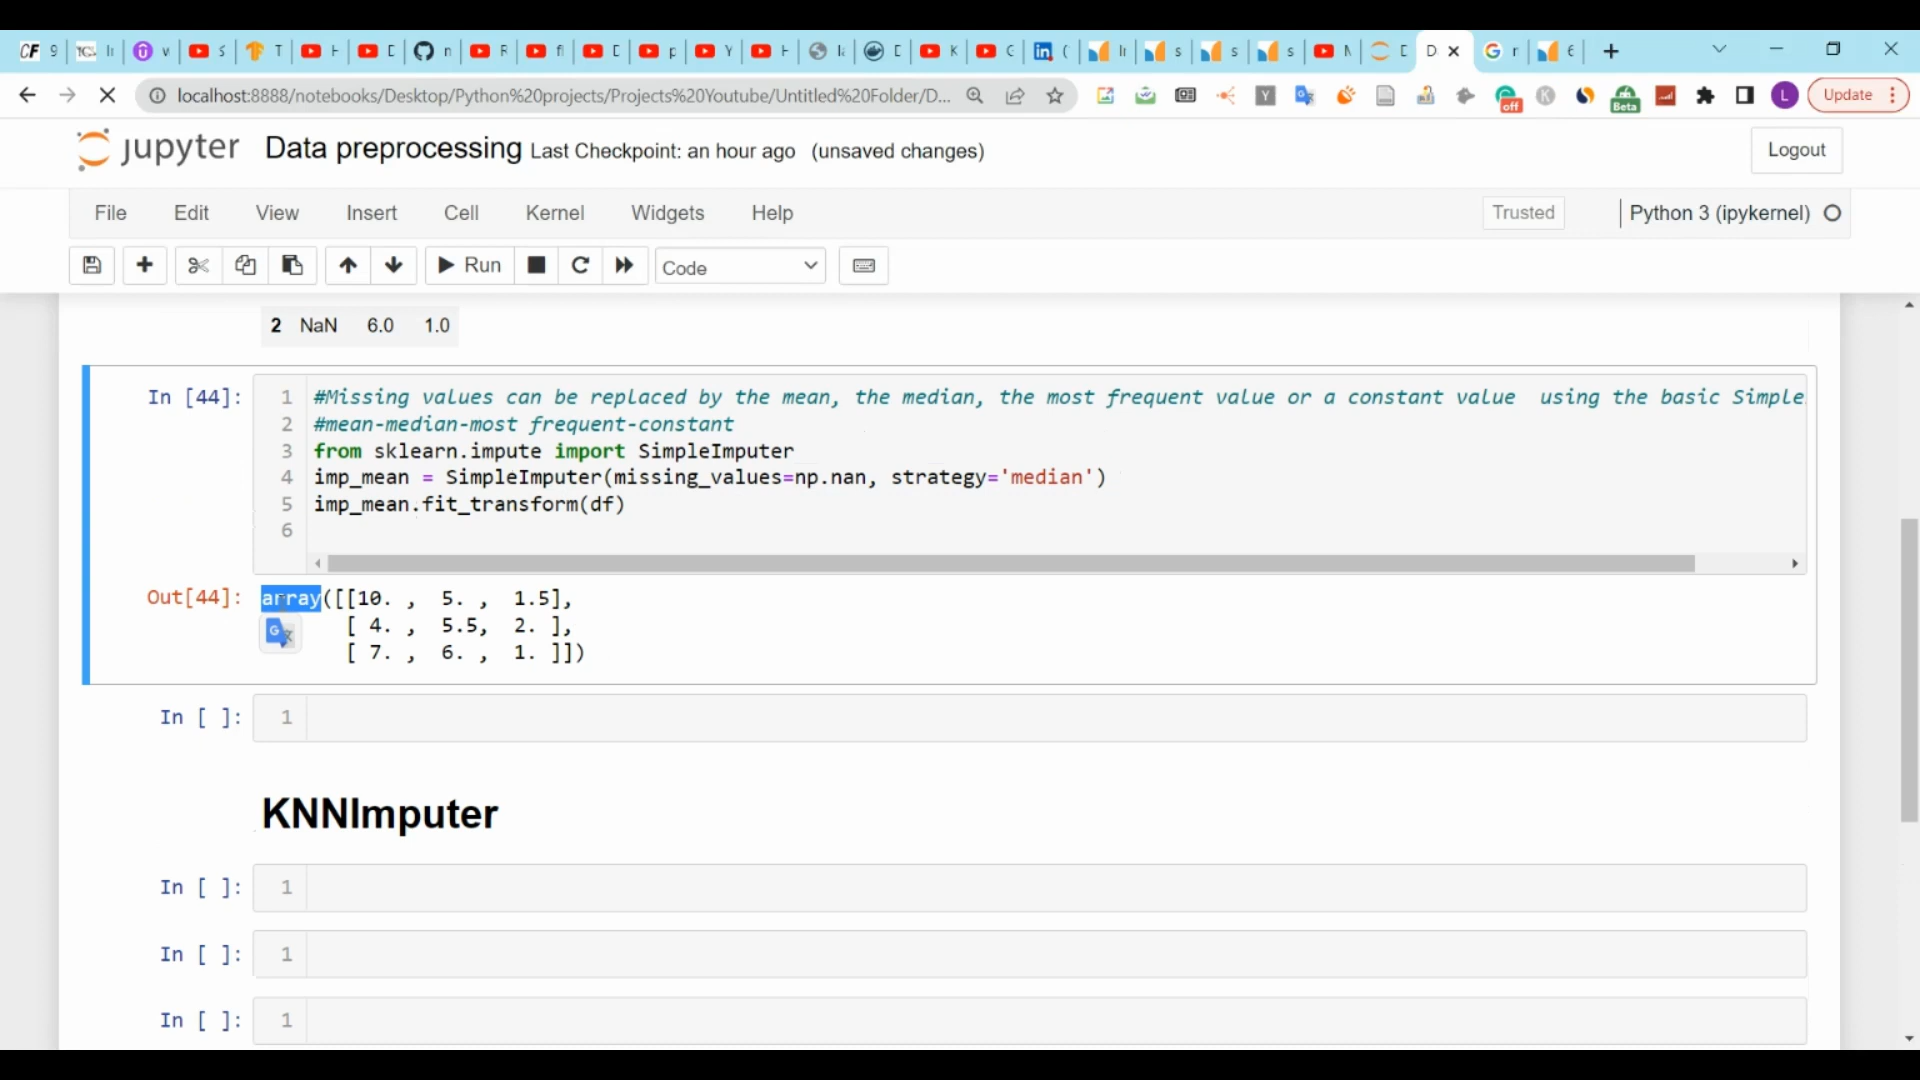 CF 9
localhost:8888/notebooks/Desktop/Python%20projects/Projects%20Youtube/Untitled%20Folder/D...
off
Beta
L
Update
jupyter Data preprocessing Last Checkpoint: an hour ago (unsaved changes)
Logout
File Edit View Insert Cell Kernel Widgets Help
Trusted
Python 3 (ipykernel)
Run
Code
2 NaN 6.0 1.0
In [44]:
1 #Missing values can be replaced by the mean, the median, the most frequent value or a constant value  using the basic Simple
2 #mean-median-most frequent-constant
3 from sklearn.impute import SimpleImputer
4 imp_mean = SimpleImputer(missing_values=np.nan, strategy='median')
5 imp_mean.fit_transform(df)
6
Out[44]: array([[10. , 5. , 1.5],
[ 4. , 5.5, 2. ],
[ 7. , 6. , 1. ]])
In [ ]: 1
KNNImputer
In [ ]: 1
In [ ]: 1
In [ ]: 1